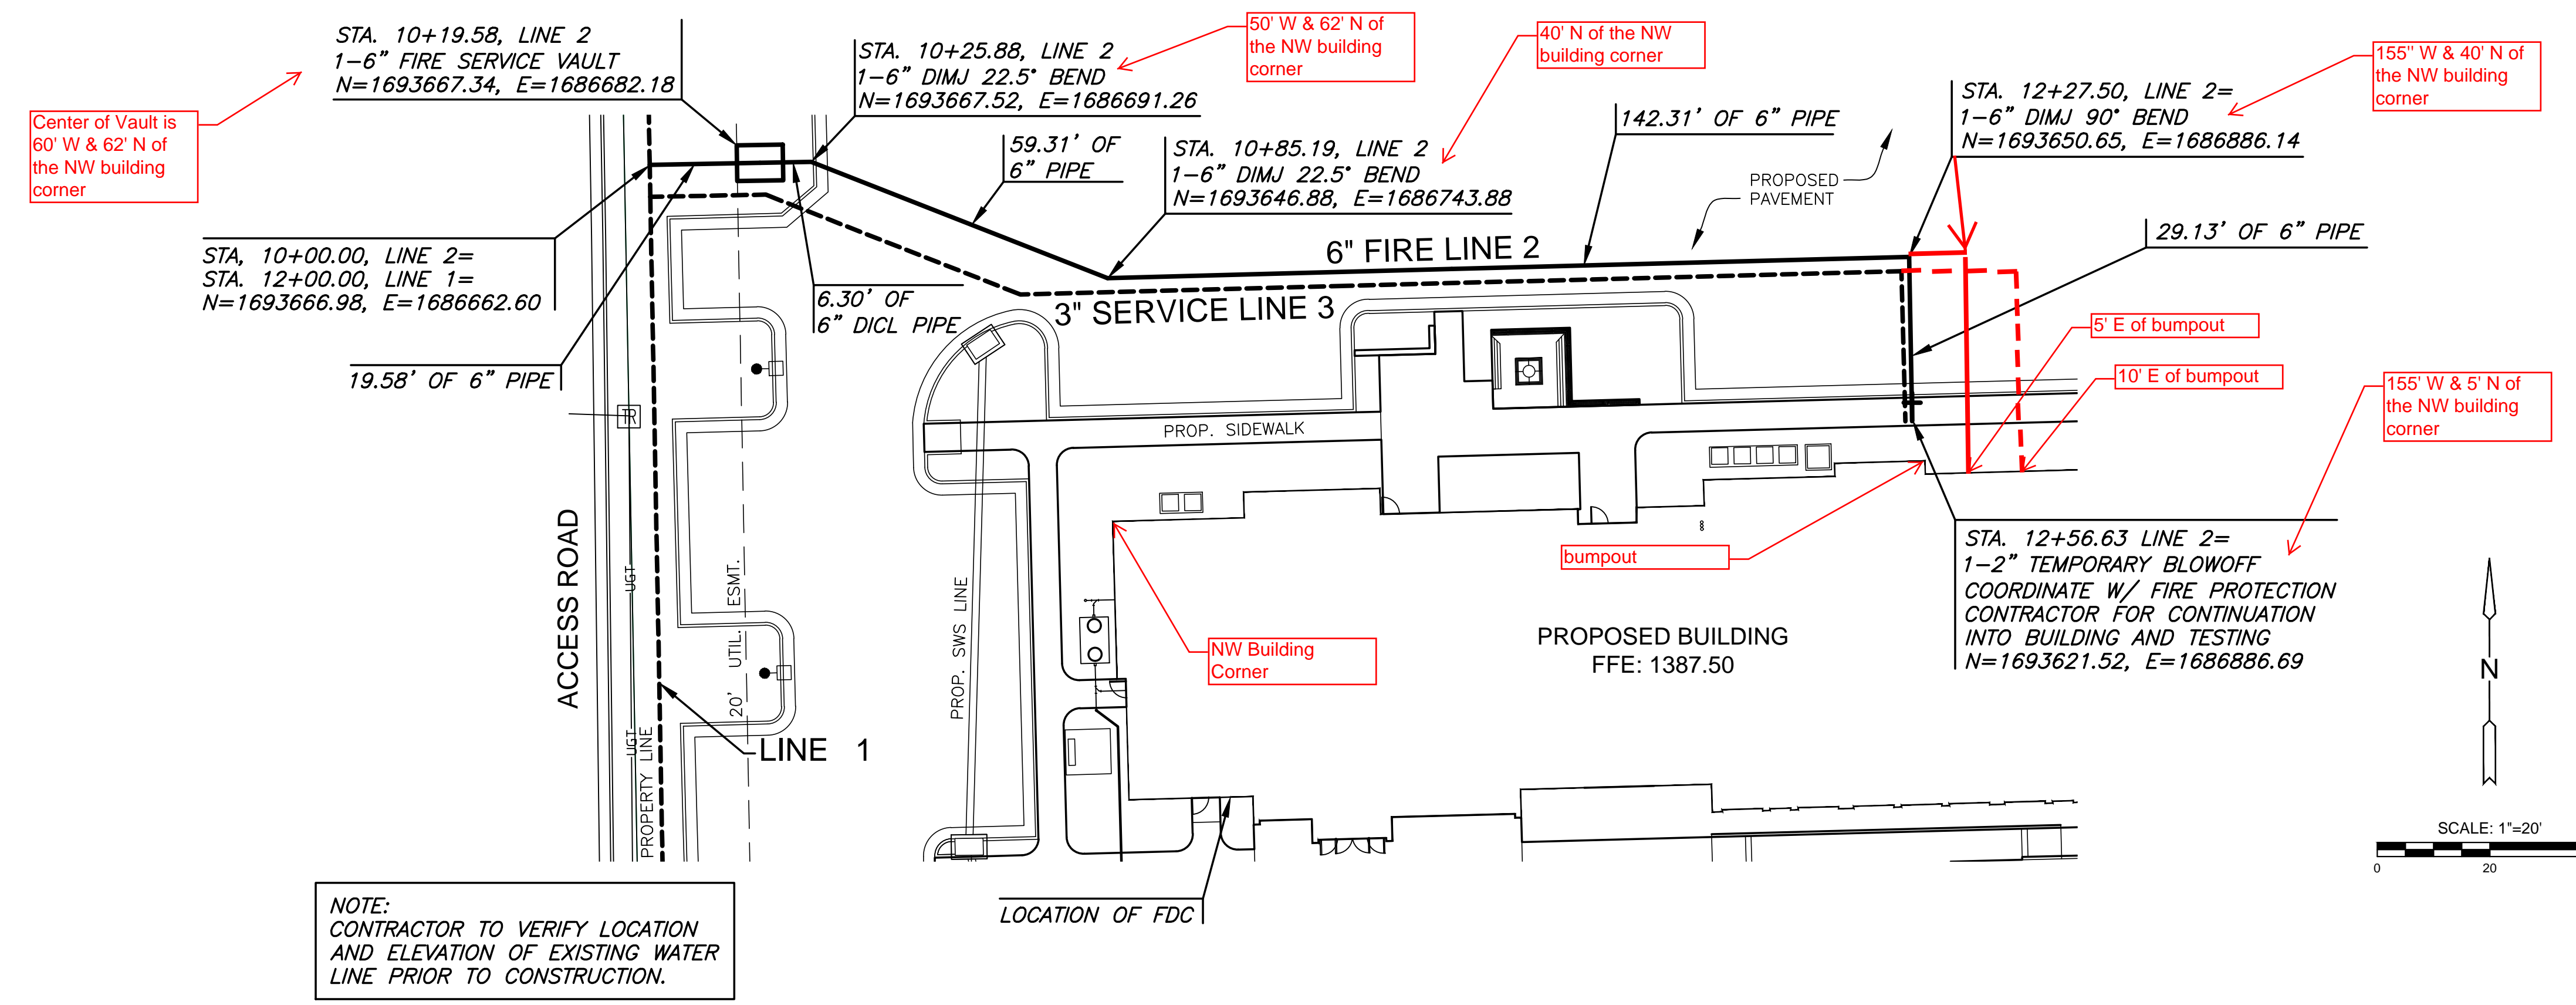 STA. 10+19.58, LINE 2
1-6" FIRE SERVICE VAULT
N=1693667.34, E=1686682.18
STA. 10+25.88, LINE 2
1-6" DIMJ 22.5° BEND
N=1693667.52, E=1686691.26
50' W & 62' N of
the NW building
corner
40' N of the NW
building corner
155" W & 40' N of
the NW building
corner
Center of Vault is
60' W & 62' N of
the NW building
corner
59.31' OF
6" PIPE
STA. 10+85.19, LINE 2
1-6" DIMJ 22.5° BEND
N=1693646.88, E=1686743.88
142.31' OF 6" PIPE
PROPOSED
PAVEMENT
STA. 12+27.50, LINE 2=
1-6" DIMJ 90° BEND
N=1693650.65, E=1686886.14
29.13' OF 6" PIPE
STA, 10+00.00, LINE 2=
STA. 12+00.00, LINE 1=
N=1693666.98, E=1686662.60
6.30' OF
6" DICL PIPE
6" FIRE LINE 2
3" SERVICE LINE 3
19.58' OF 6" PIPE
5' E of bumpout
10' E of bumpout
155' W & 5' N of
the NW building
corner
TR
PROP. SIDEWALK
ACCESS ROAD
UGT
UGT
PROPERTY LINE
20' UTIL. ESMT.
PROP. SWS LINE
LINE 1
bumpout
NW Building
Corner
PROPOSED BUILDING
FFE: 1387.50
STA. 12+56.63 LINE 2=
1-2" TEMPORARY BLOWOFF
COORDINATE W/ FIRE PROTECTION
CONTRACTOR FOR CONTINUATION
INTO BUILDING AND TESTING
N=1693621.52, E=1686886.69
N
SCALE: 1"=20'
0 20
LOCATION OF FDC
NOTE:
CONTRACTOR TO VERIFY LOCATION
AND ELEVATION OF EXISTING WATER
LINE PRIOR TO CONSTRUCTION.